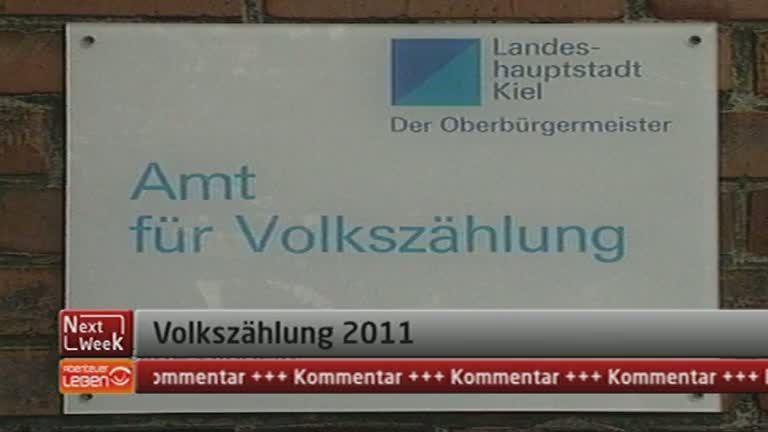 Landes-
hauptstadt
Kiel
Der Oberbürgermeister
Amt
für Volkszählung
Next
Week
Volkszählung 2011
Abenteuer
LEBEN
ommentar +++ Kommentar +++ Kommentar +++ Kommentar +++